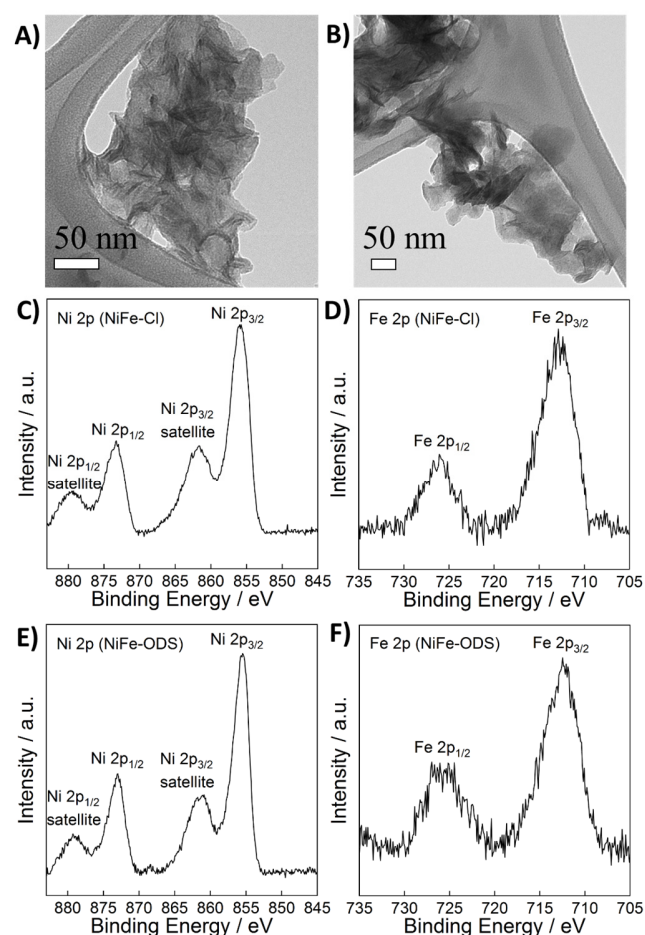 A)
50 nm
B)
50 nm
C)
Ni 2p (NiFe-Cl)
Ni 2p3/2
Ni 2p3/2
satellite
Ni 2p1/2
Ni 2p1/2
satellite
Intensity / a.u.
880 875 870 865 860 855 850 845
Binding Energy / eV
D)
Fe 2p (NiFe-Cl)
Fe 2p3/2
Fe 2p1/2
Intensity / a.u.
735 730 725 720 715 710 705
Binding Energy / eV
E)
Ni 2p (NiFe-ODS)
Ni 2p3/2
Ni 2p1/2
Ni 2p3/2
satellite
Ni 2p1/2
satellite
Intensity / a.u.
880 875 870 865 860 855 850 845
Binding Energy / eV
F)
Fe 2p (NiFe-ODS)
Fe 2p3/2
Fe 2p1/2
Intensity / a.u.
735 730 725 720 715 710 705
Binding Energy / eV